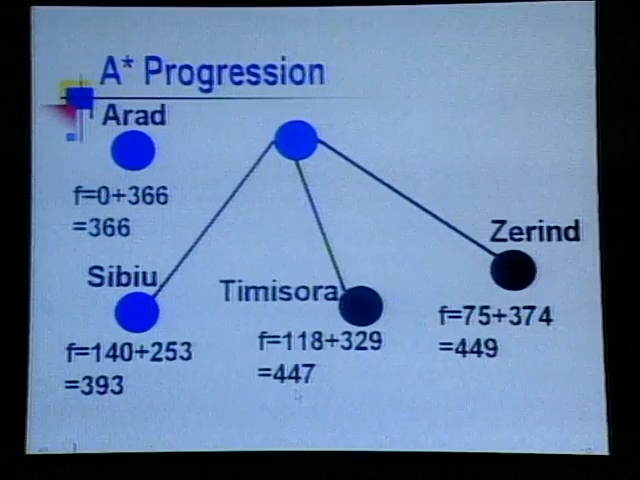 A* Progression
Arad
f=0+366
=366
Zerind
Sibiu
Timisora
f=75+374
=449
f=118+329
=447
f=140+253
=393